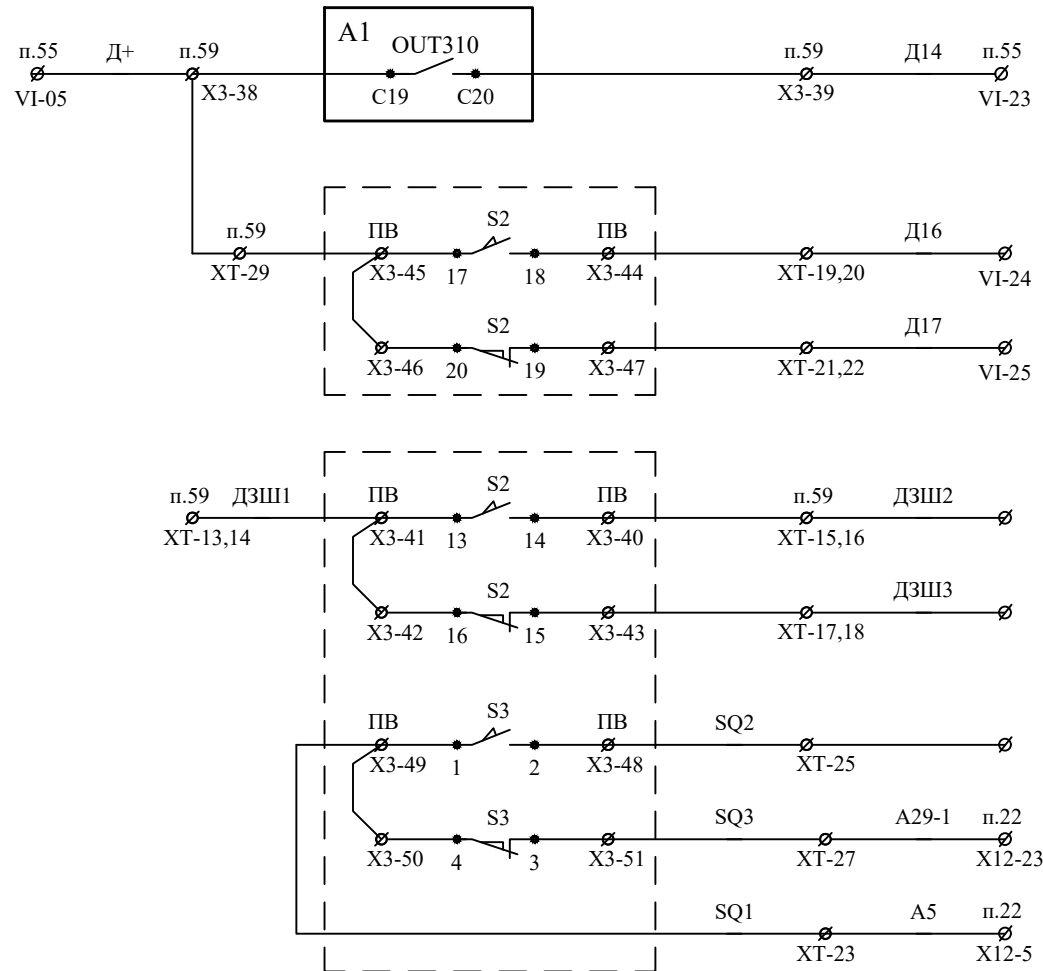 А1
OUT310
п.55 Д+ п.59 п.59 Д14 п.55
VI-05 X3-38 C19 C20 X3-39 VI-23
п.59 ПВ S2 ПВ Д16
XT-29 X3-45 17 18 X3-44 XT-19,20 VI-24
S2 Д17
X3-46 20 19 X3-47 XT-21,22 VI-25
п.59 ДЗШ1 ПВ S2 ПВ п.59 ДЗШ2
XT-13,14 X3-41 13 14 X3-40 XT-15,16
S2 ДЗШ3
X3-42 16 15 X3-43 XT-17,18
ПВ S3 ПВ SQ2
X3-49 1 2 X3-48 XT-25
S3 SQ3 А29-1 п.22
X3-50 4 3 X3-51 XT-27 X12-23
SQ1 А5 п.22
XT-23 X12-5